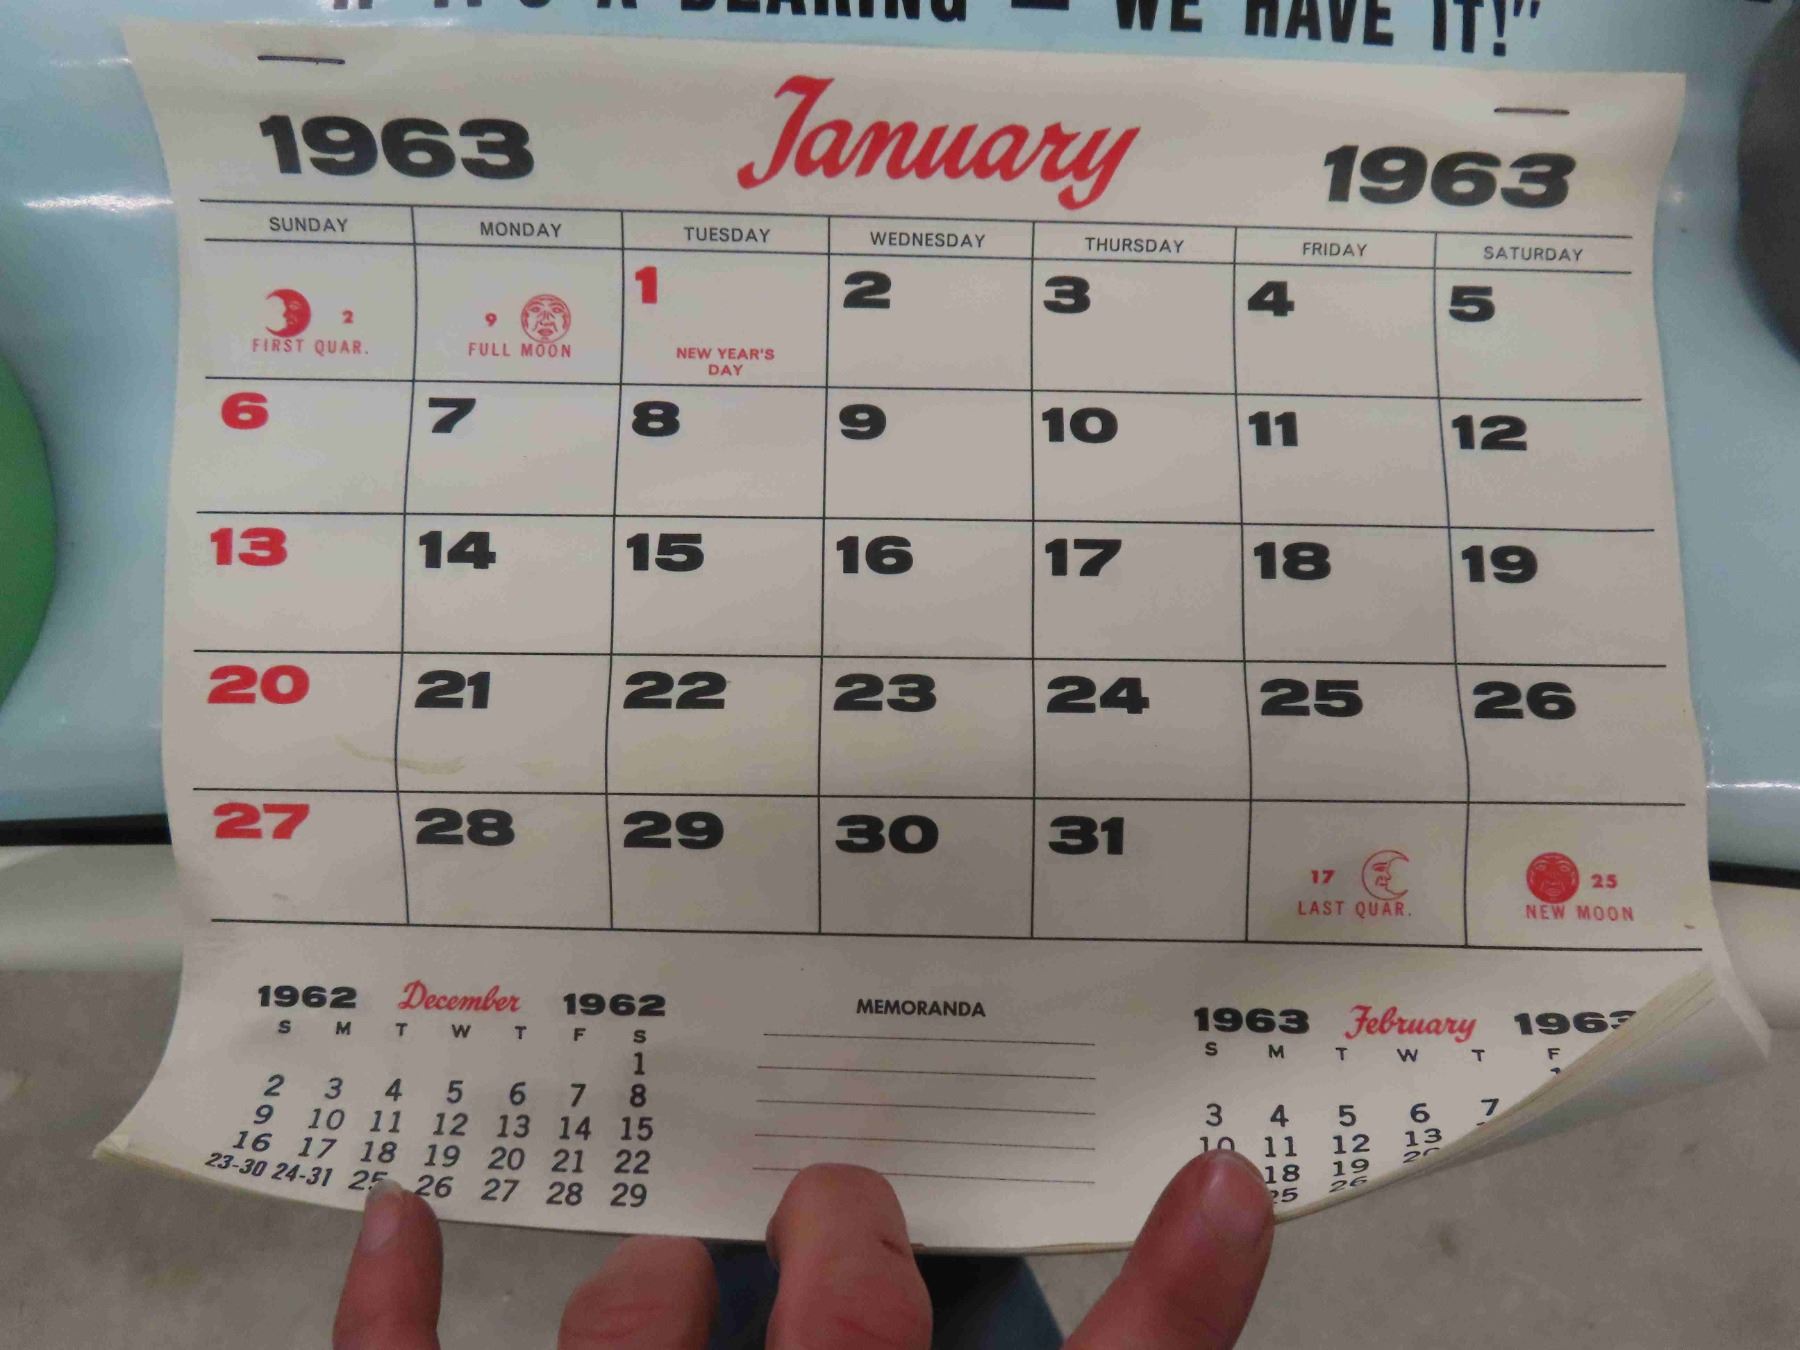 A BEARING – WE HAVE IT!"
1963 January 1963
SUNDAY MONDAY TUESDAY WEDNESDAY THURSDAY FRIDAY SATURDAY
2 FIRST QUAR. 9 FULL MOON 1 NEW YEAR'S DAY 2 3 4 5
6 7 8 9 10 11 12
13 14 15 16 17 18 19
20 21 22 23 24 25 26
27 28 29 30 31 17 LAST QUAR. 25 NEW MOON
1962 December 1962
S M T W T F S
1
2 3 4 5 6 7 8
9 10 11 12 13 14 15
16 17 18 19 20 21 22
23-30 24-31 25 26 27 28 29
MEMORANDA
1963 February 1963
S M T W T F
3 4 5 6 7
10 11 12 13
18 19
25 26